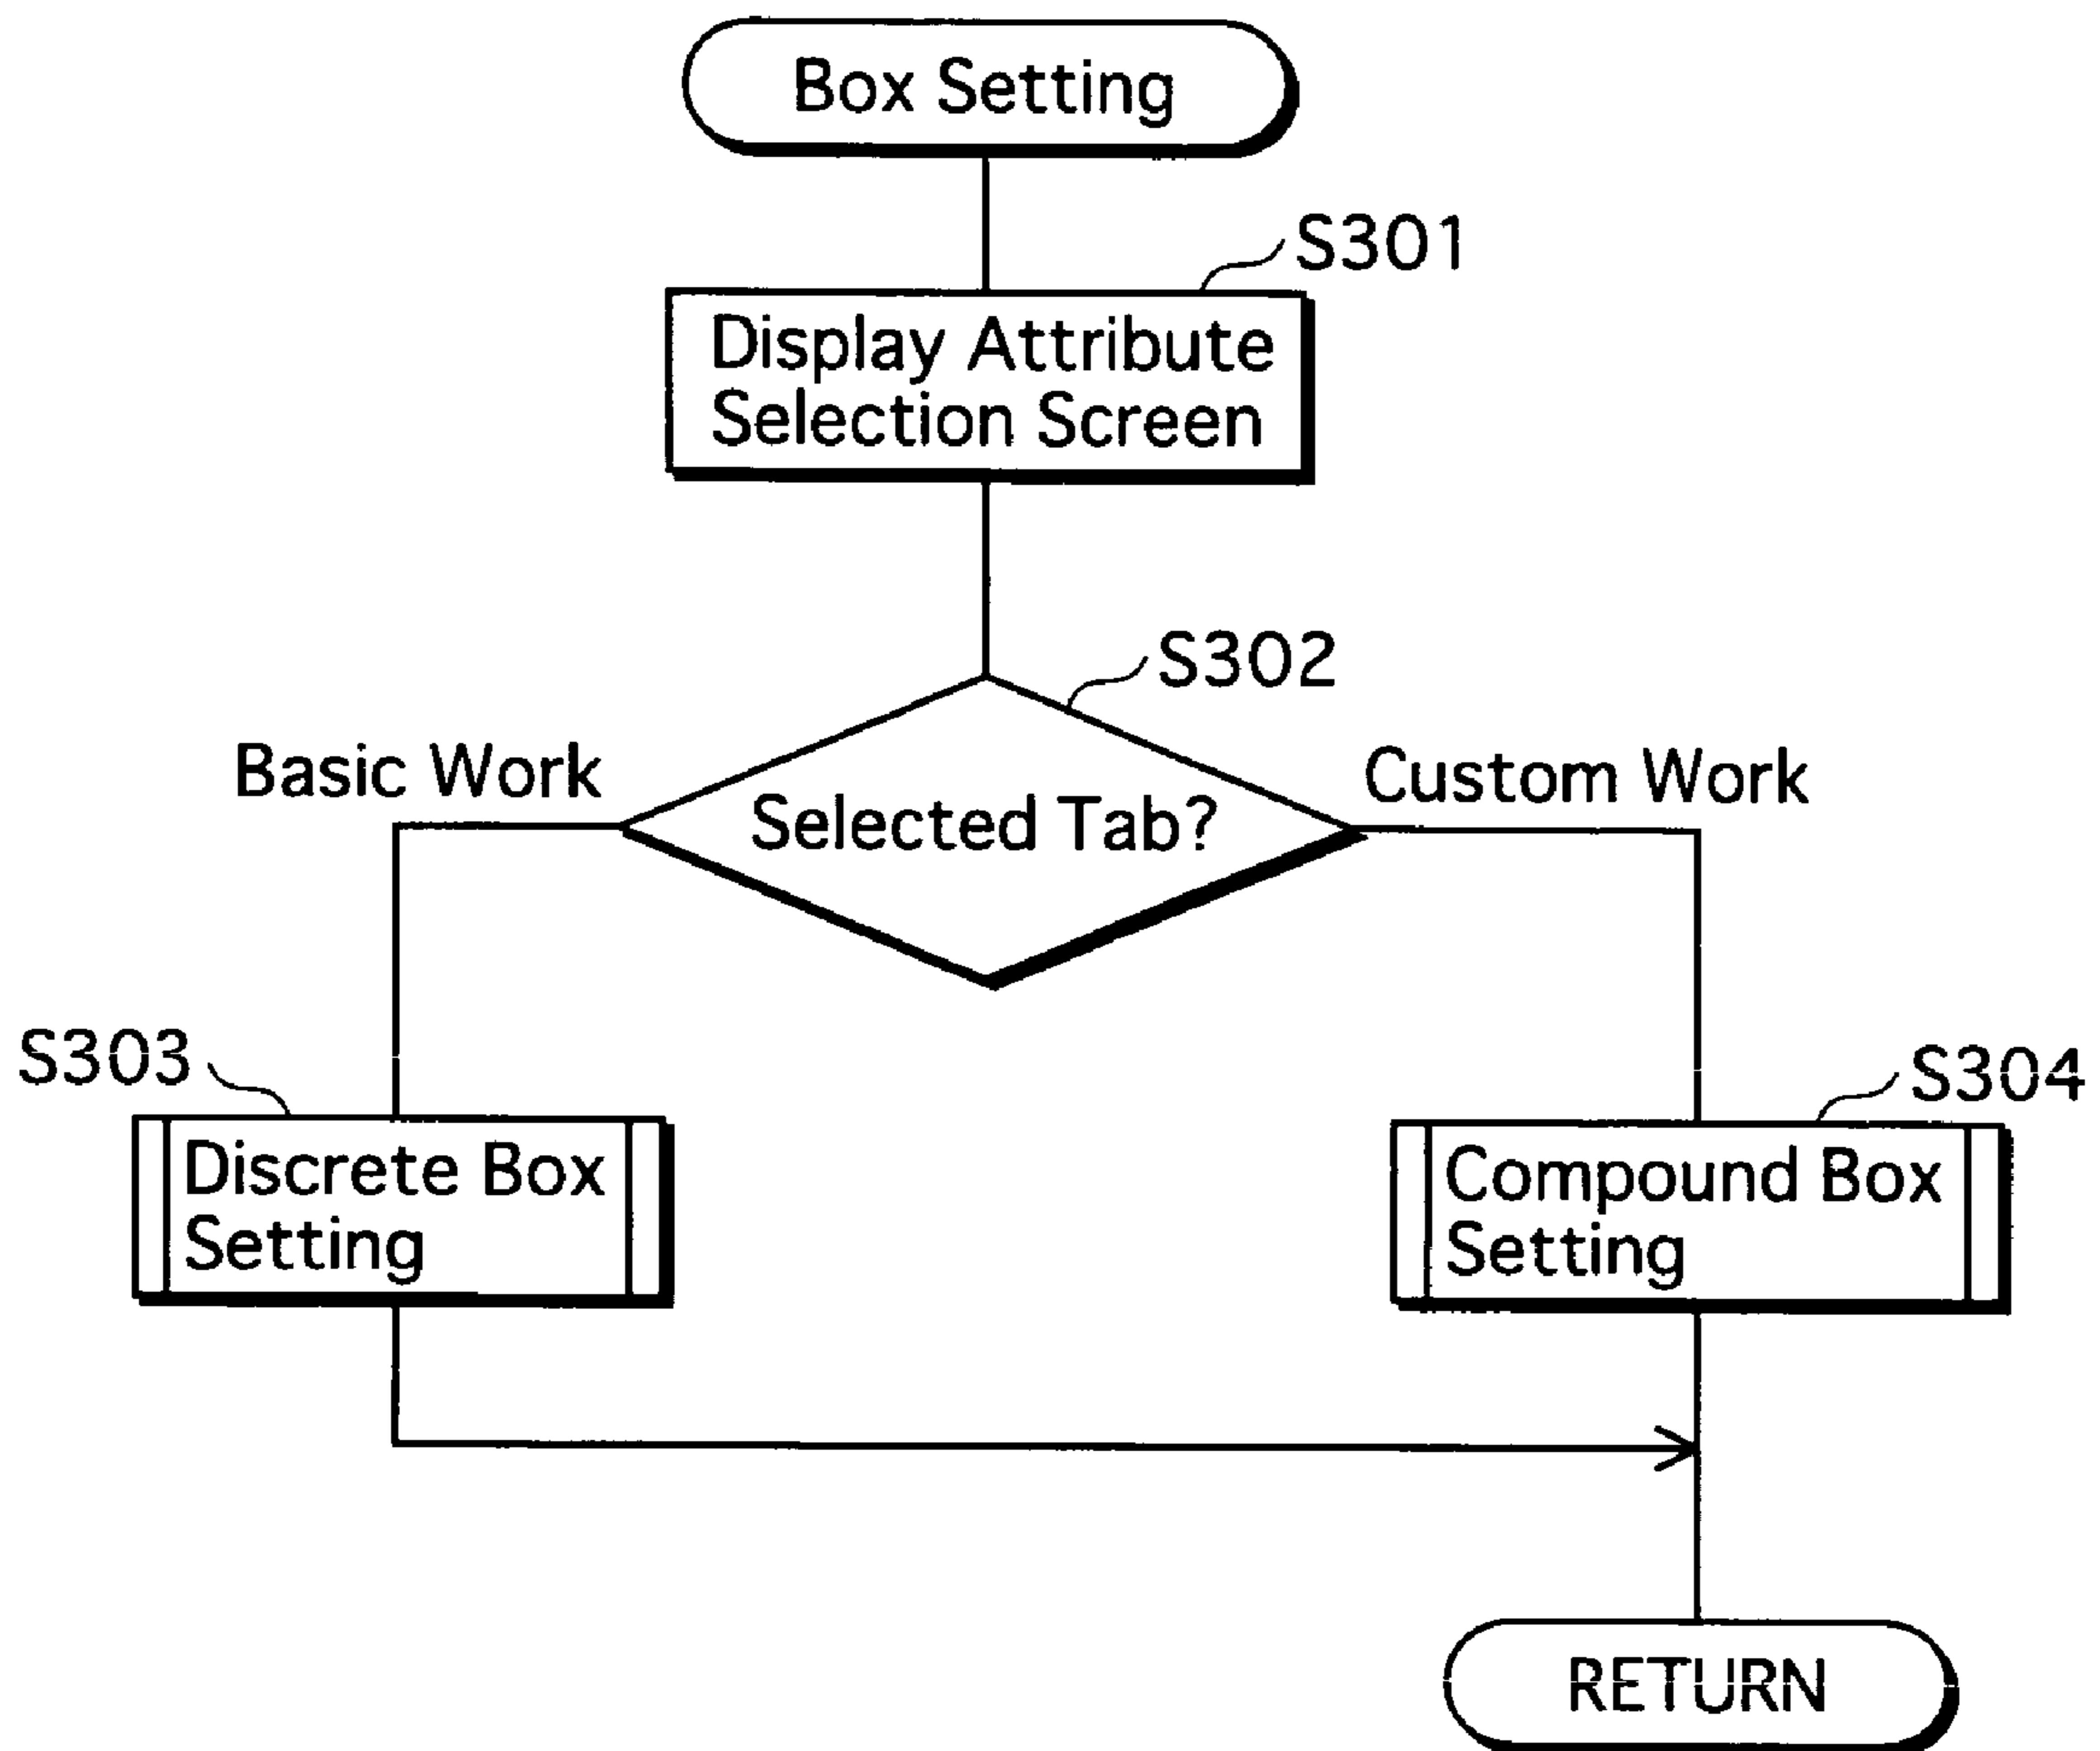 Box Setting
S301
Display Attribute
Selection Screen
S302
Basic Work
Selected Tab?
Custom Work
S303
Discrete Box
Setting
S304
Compound Box
Setting
RETURN